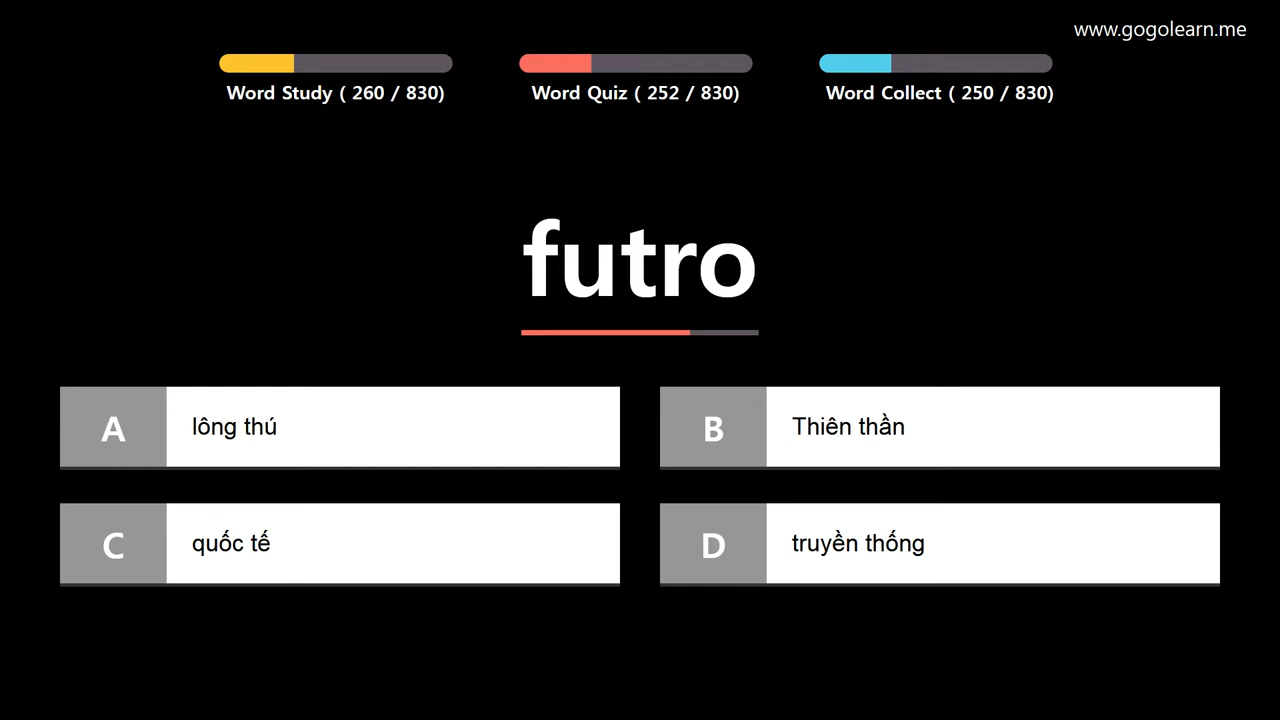 www.gogolearn.me
Word Study ( 260 / 830)
Word Quiz ( 252 / 830)
Word Collect ( 250 / 830)
futro
A lông thú
B Thiên thần
C quốc tế
D truyền thống